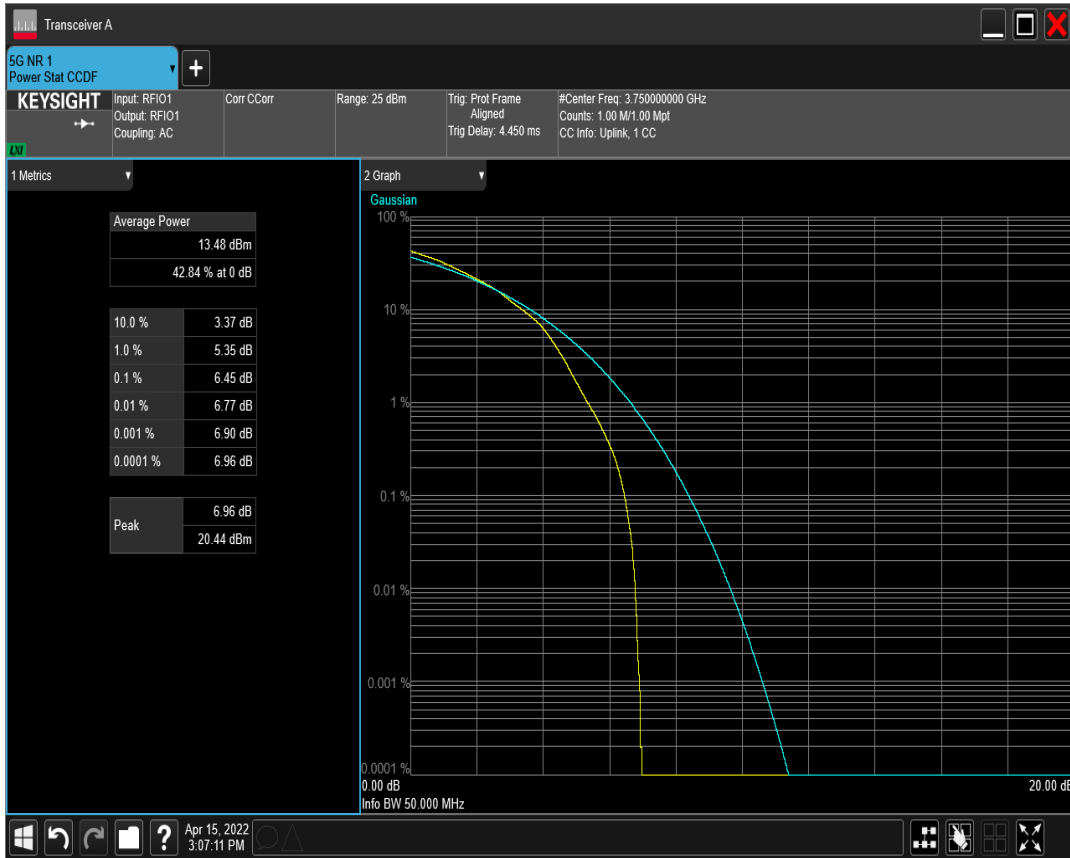 Transceiver A
5G NR 1
Power Stat CCDF
+
KEYSIGHT
LXI
Input: RFIO1
Output: RFIO1
Coupling: AC
Corr CCorr
Range: 25 dBm
Trig: Prot Frame
Aligned
Trig Delay: 4.450 ms
#Center Freq: 3.750000000 GHz
Counts: 1.00 M/1.00 Mpt
CC Info: Uplink, 1 CC
1 Metrics
Average Power
13.48 dBm
42.84 % at 0 dB
10.0 % 3.37 dB
1.0 % 5.35 dB
0.1 % 6.45 dB
0.01 % 6.77 dB
0.001 % 6.90 dB
0.0001 % 6.96 dB
Peak
6.96 dB
20.44 dBm
2 Graph
Gaussian
100 %
10 %
1 %
0.1 %
0.01 %
0.001 %
0.0001 %
0.00 dB
20.00 dB
Info BW 50.000 MHz
?
Apr 15, 2022
3:07:11 PM